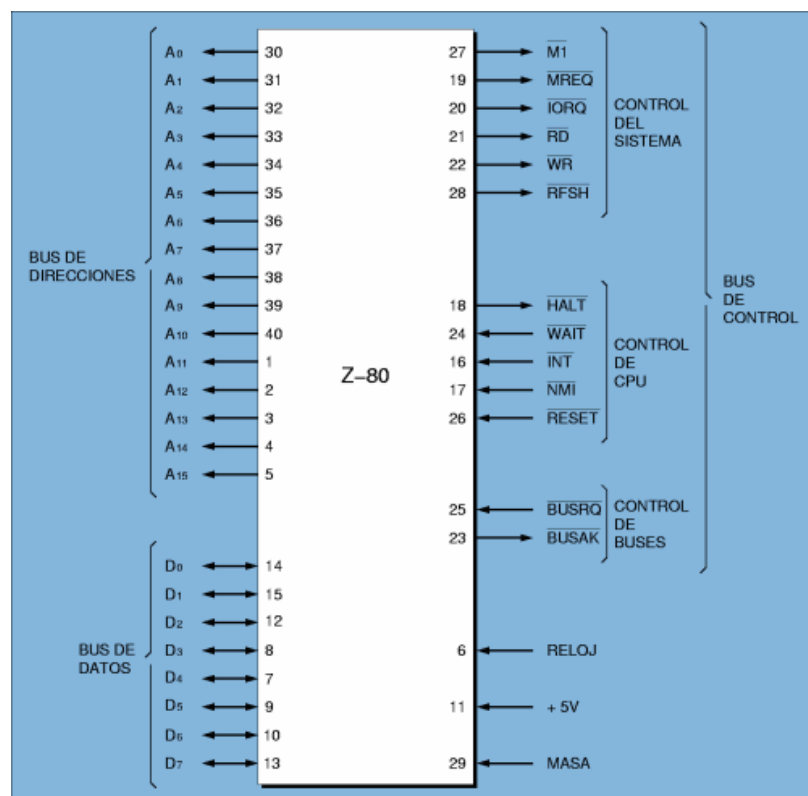 BUS DE
DIRECCIONES
A0 30
A1 31
A2 32
A3 33
A4 34
A5 35
A6 36
A7 37
A8 38
A9 39
A10 40
A11 1
A12 2
A13 3
A14 4
A15 5
BUS DE
DATOS
D0 14
D1 15
D2 12
D3 8
D4 7
D5 9
D6 10
D7 13
Z-80
27 M1
19 MREQ
20 IORQ
21 RD
22 WR
28 RFSH
CONTROL
DEL
SISTEMA
18 HALT
24 WAIT
16 INT
17 NMI
26 RESET
CONTROL
DE
CPU
25 BUSRQ
23 BUSAK
CONTROL
DE
BUSES
BUS
DE
CONTROL
6 RELOJ
11 + 5V
29 MASA